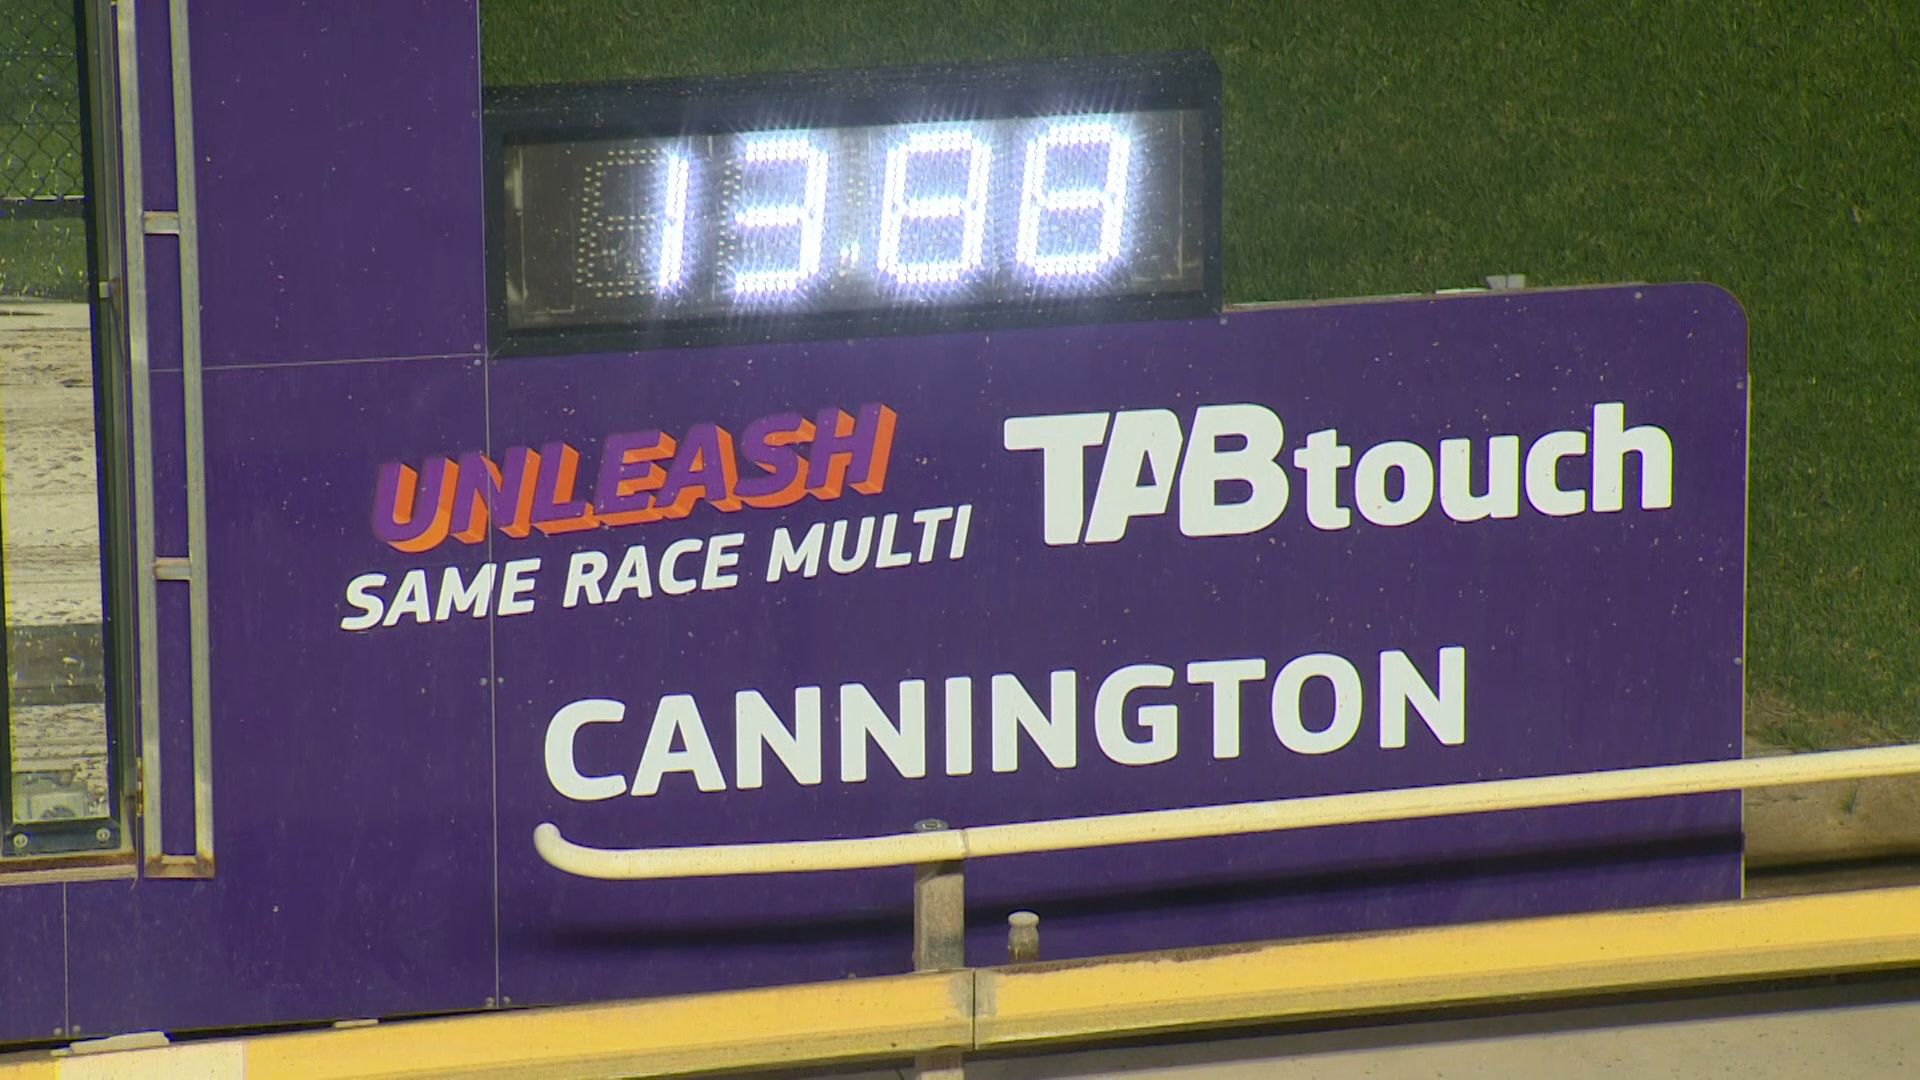 13.88
UNLEASH
SAME RACE MULTI
TABtouch
CANNINGTON